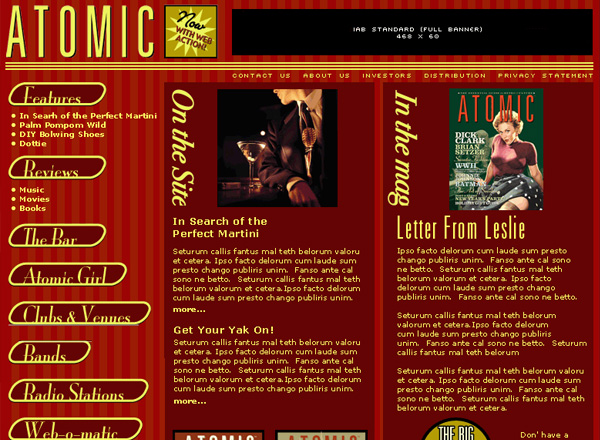 ATOMIC
Now
WITH WEB
ACTION!
IAB STANDARD (FULL BANNER)
468 X 60
CONTACT US ABOUT US INVESTORS DISTRIBUTION PRIVACY STATEMENT
Features
In Searh of the Perfect Martini
Palm Pompom Wild
DIY Bolwing Shoes
Dottie
Reviews
Music
Movies
Books
The Bar
Atomic Girl
Clubs & Vennes
Bands
Radio Stations
Web-o-matic
On the Site
In Search of the
Perfect Martini
Seturum callis fantus mal teth belorum valoru
et cetera. Ipso facto delorum cum laude sum
presto chango publiris unim. Fanso ante cal
sono ne betto. Seturum callis fantus mal teth
belorum valorum et cetera.Ipso facto delorum
cum laude sum presto chango publiris unim.
more...
Get Your Yak On!
Seturum callis fantus mal teth belorum valoru
et cetera. Ipso facto delorum cum laude sum
presto chango publiris unim. Fanso ante cal
sono ne betto. Seturum callis fantus mal teth
belorum valorum et cetera.Ipso facto delorum
cum laude sum presto chango publiris unim.
more...
ATOMIC ATOMIC
In the mag
ATOMIC
DICK
CLARK
BRIAN
SETZER
WWII
BATMAN
Letter From Leslie
Ipso facto delorum cum laude sum presto
chango publiris unim. Fanso ante cal sono
ne betto. Seturum callis fantus mal teth
belorum valorum et cetera. Ipso facto
delorum cum laude sum presto chango
publiris unim. Fanso ante cal sono ne betto.
Seturum callis fantus mal teth belorum
valorum et cetera.Ipso facto delorum
cum laude sum presto chango publiris
unim. Fanso ante cal sono ne betto. Seturum
callis fantus mal teth belorum
Ipso facto delorum cum laude sum presto
chango publiris unim. Fanso ante cal sono
ne betto. Seturum callis fantus mal teth
belorum valorum et cetera.
THE BIG
Don' have a